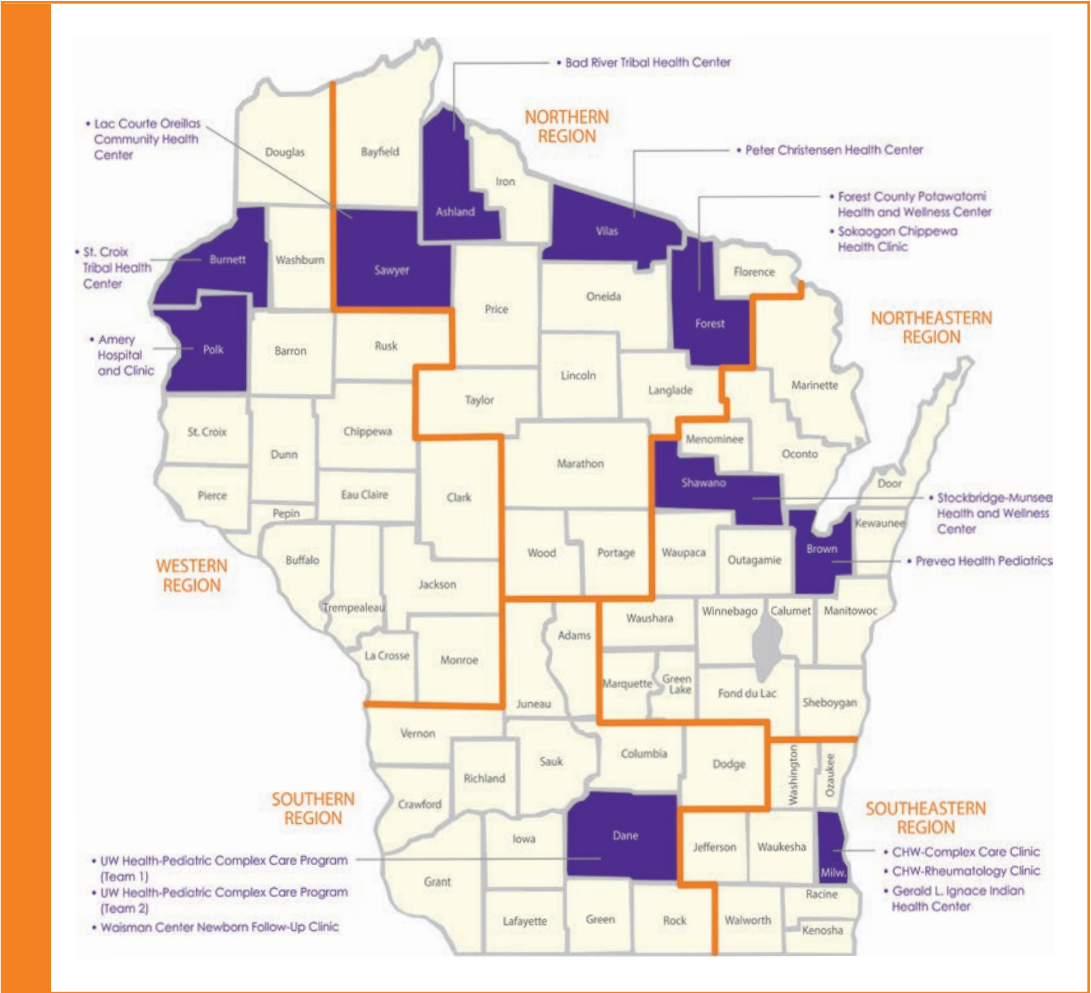 • Bad River Tribal Health Center
• Lac Courte Oreillas
Community Health
Center
NORTHERN
REGION
Douglas
Bayfield
Iron
Ashland
• Peter Christensen Health Center
• Forest County Potawatomi
Health and Wellness Center
• Sokaogon Chippewa
Health Clinic
Vilas
• St. Croix
Tribal Health
Center
Burnett
Washburn
Sawyer
Florence
Price
Oneida
Forest
NORTHEASTERN
REGION
• Amery
Hospital
and Clinic
Polk
Barron
Rusk
Lincoln
Langlade
Marinette
Taylor
St. Croix
Chippewa
Menominee
Dunn
Marathon
Oconto
Pierce
Eau Claire
Clark
Shawano
Door
• Stockbridge-Munsee
Health and Wellness
Center
Pepin
Kewaunee
WESTERN
REGION
Buffalo
Wood
Portage
Waupaca
Outagamie
Brown
• Prevea Health Pediatrics
Jackson
Trempealeau
Adams
Waushara
Winnebago
Calumet
Manitowoc
La Crosse
Monroe
Juneau
Marquette
Green
Lake
Fond du Lac
Sheboygan
Vernon
Columbia
Dodge
Washington
Ozaukee
Sauk
Richland
Crawford
SOUTHERN
REGION
SOUTHEASTERN
REGION
Iowa
Dane
Jefferson
Waukesha
Milw.
• CHW-Complex Care Clinic
• CHW-Rheumatology Clinic
• Gerald L. Ignace Indian
Health Center
• UW Health-Pediatric Complex Care Program
(Team 1)
• UW Health-Pediatric Complex Care Program
(Team 2)
• Waisman Center Newborn Follow-Up Clinic
Grant
Lafayette
Green
Rock
Walworth
Racine
Kenosha